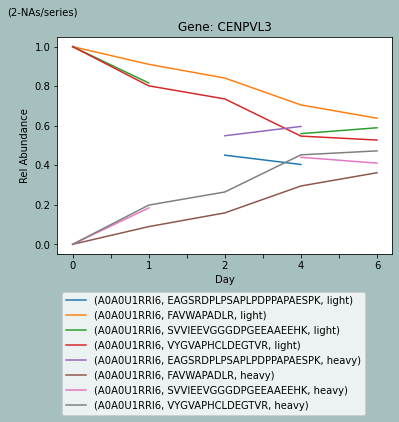 (2-NAs/series)
Gene: CENPVL3
1.0
0.8
0.6
0.4
0.2
0.0
Rel Abundance
0 1 2 4 6
Day
(A0A0U1RRI6, EAGSRDPLPSAPLPDPPAPAESPK, light)
(A0A0U1RRI6, FAVWAPADLR, light)
(A0A0U1RRI6, SVVIEEVGGGDPGEEAAEEHK, light)
(A0A0U1RRI6, VYGVAPHCLDEGTVR, light)
(A0A0U1RRI6, EAGSRDPLPSAPLPDPPAPAESPK, heavy)
(A0A0U1RRI6, FAVWAPADLR, heavy)
(A0A0U1RRI6, SVVIEEVGGGDPGEEAAEEHK, heavy)
(A0A0U1RRI6, VYGVAPHCLDEGTVR, heavy)